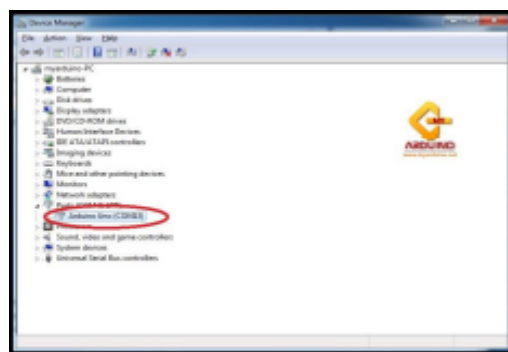 Device Manager
File Action View Help
myarduino-PC
Batteries
Computer
Disk drives
Display adapters
DVD/CD-ROM drives
Human Interface Devices
IDE ATA/ATAPI controllers
Imaging devices
Keyboards
Mice and other pointing devices
Monitors
Network adapters
Arduino Uno
Sound, video and game controllers
System devices
Universal Serial Bus controllers
MY
ARDUINO